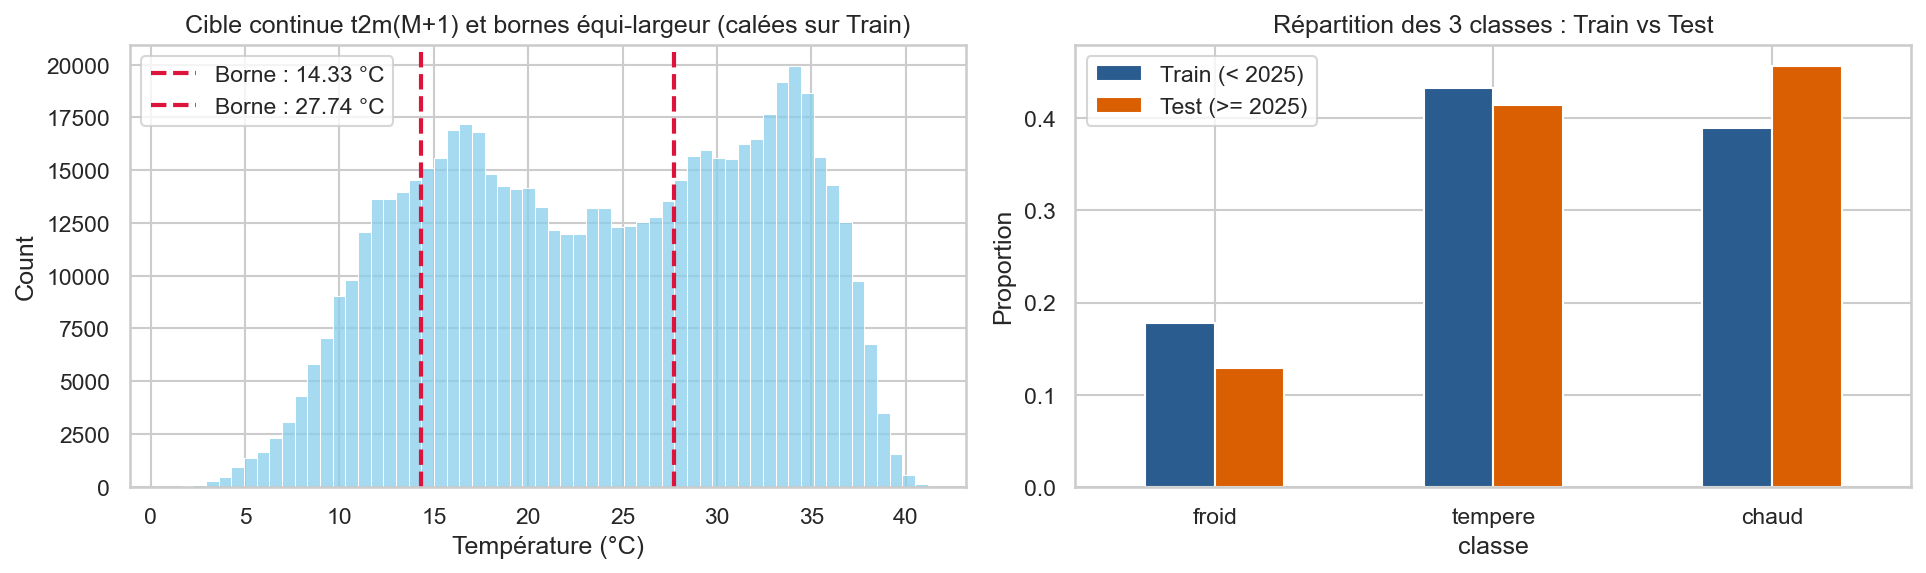 Cible continue t2m(M+1) et bornes équi-largeur (calées sur Train)
Borne : 14.33 °C
Borne : 27.74 °C
20000
17500
15000
12500
10000
7500
5000
2500
0
Count
0 5 10 15 20 25 30 35 40
Température (°C)
Répartition des 3 classes : Train vs Test
Train (< 2025)
Test (>= 2025)
0.4
0.3
0.2
0.1
0.0
Proportion
froid tempere chaud
classe